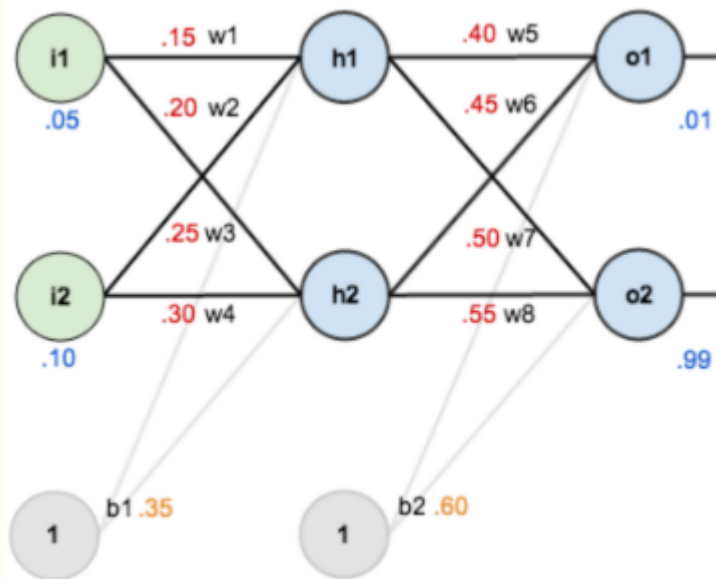 i1
.15 w1
h1
.40 w5
o1
.05
.20 w2
.45 w6
.01
.25 w3
.50 w7
i2
.30 w4
h2
.55 w8
o2
.10
.99
1
b1 .35
1
b2 .60